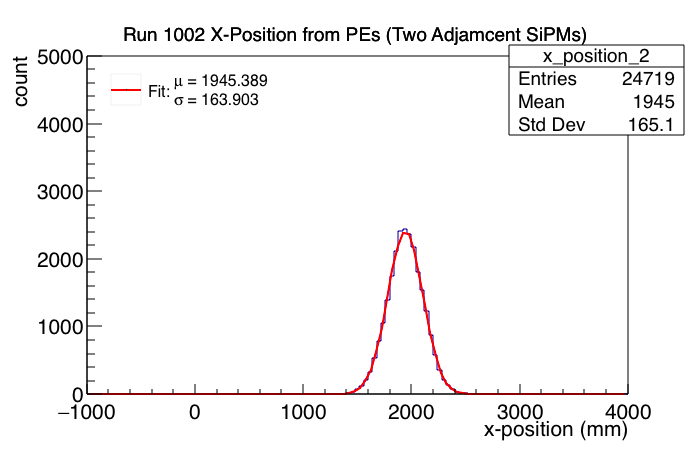 Run 1002 X-Position from PEs (Two Adjamcent SiPMs)
x_position_2
Entries 24719
Mean 1945
Std Dev 165.1
Fit: μ = 1945.389
σ = 163.903
count
5000
4000
3000
2000
1000
0
−1000 0 1000 2000 3000 4000
x-position (mm)